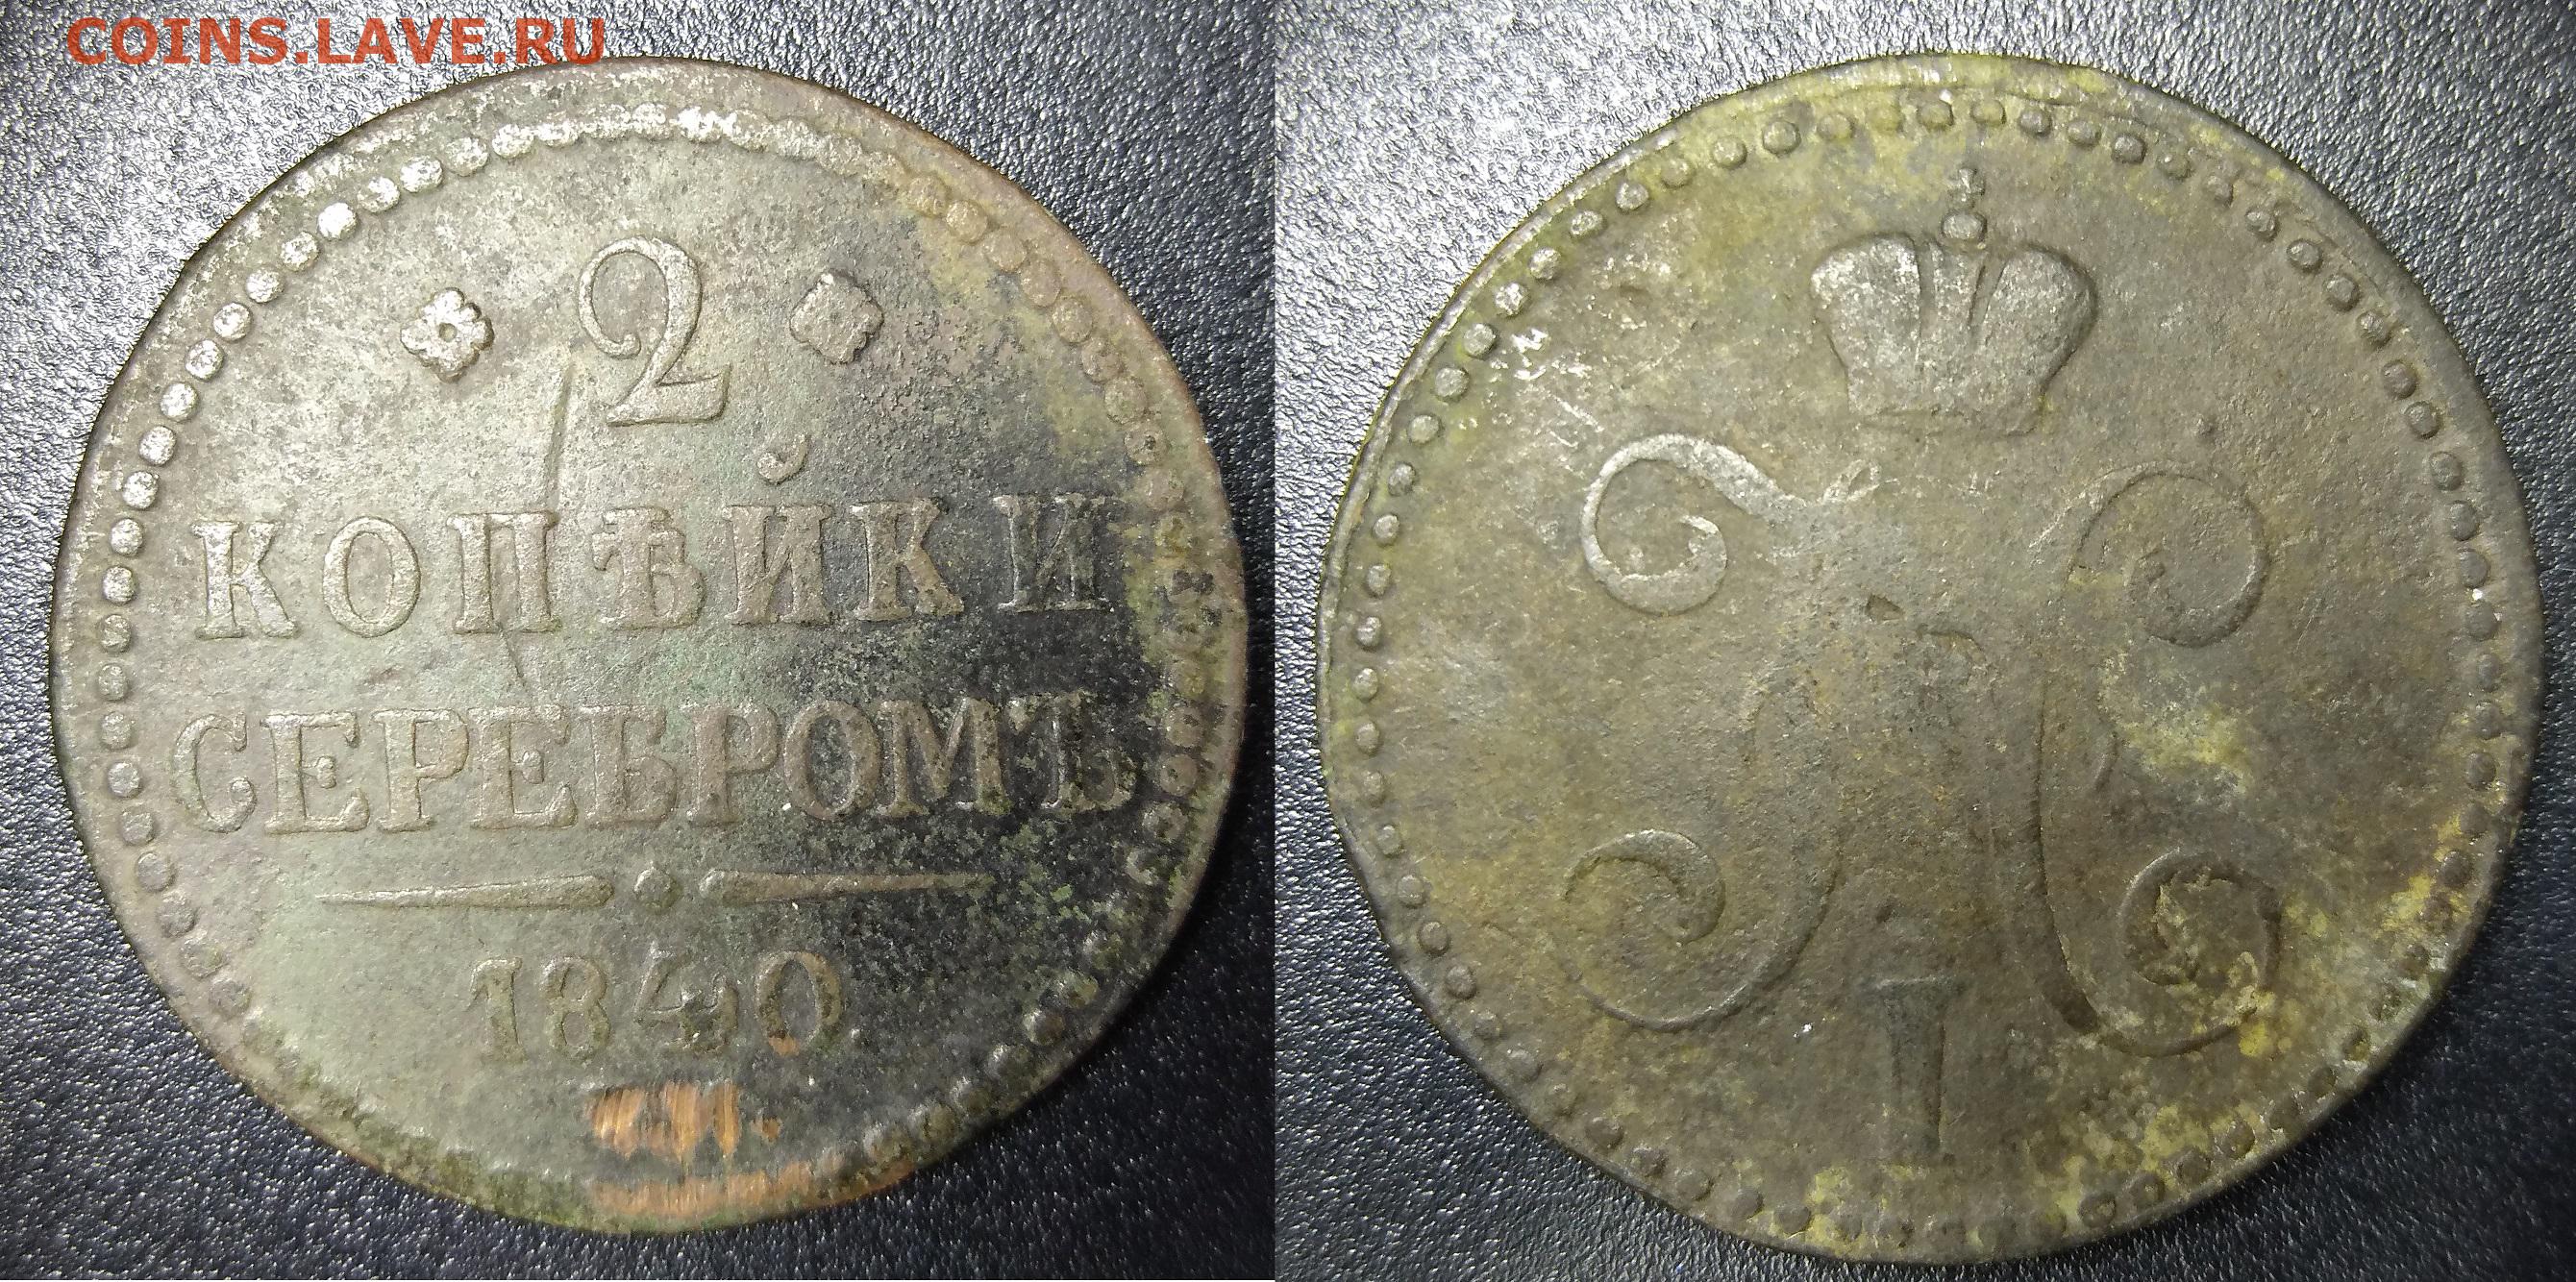 COINS.LAVE.RU
2
КОПѢЙКИ
СЕРЕБРОМЪ
1840
I